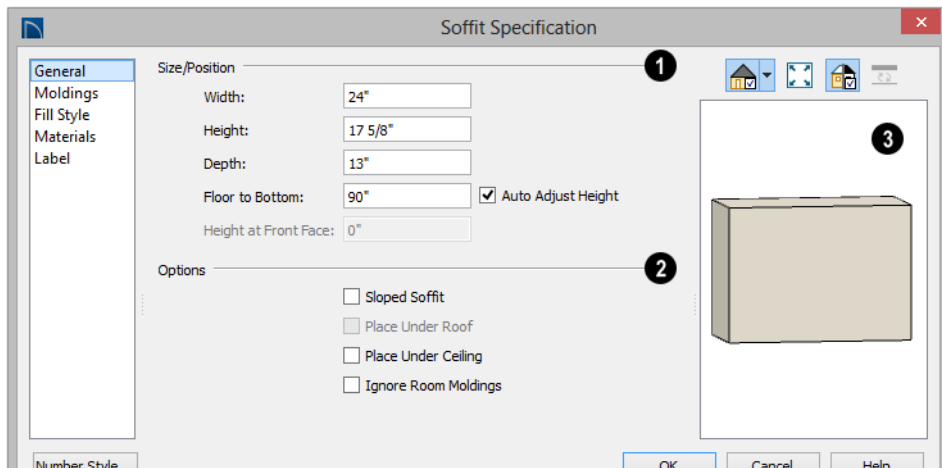 Soffit Specification
General
Moldings
Fill Style
Materials
Label
Size/Position
1
Width: 24"
Height: 17 5/8"
Depth: 13"
Floor to Bottom: 90" Auto Adjust Height
Height at Front Face: 0"
Options
2
Sloped Soffit
Place Under Roof
Place Under Ceiling
Ignore Room Moldings
3
Number Style...
OK
Cancel
Help